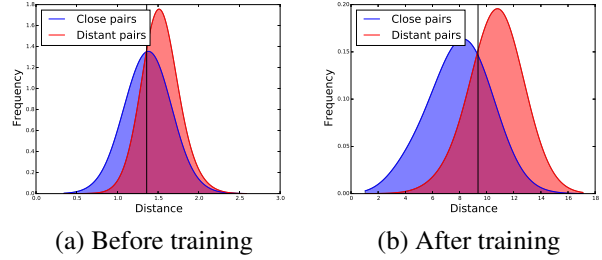 Close pairs
Distant pairs
Frequency
1.8
1.6
1.4
1.2
1.0
0.8
0.6
0.4
0.2
0.0
0.0 0.5 1.0 1.5 2.0 2.5 3.0
Distance
(a) Before training
Close pairs
Distant pairs
Frequency
0.20
0.15
0.10
0.05
0.00
0 2 4 6 8 10 12 14 16 18
Distance
(b) After training